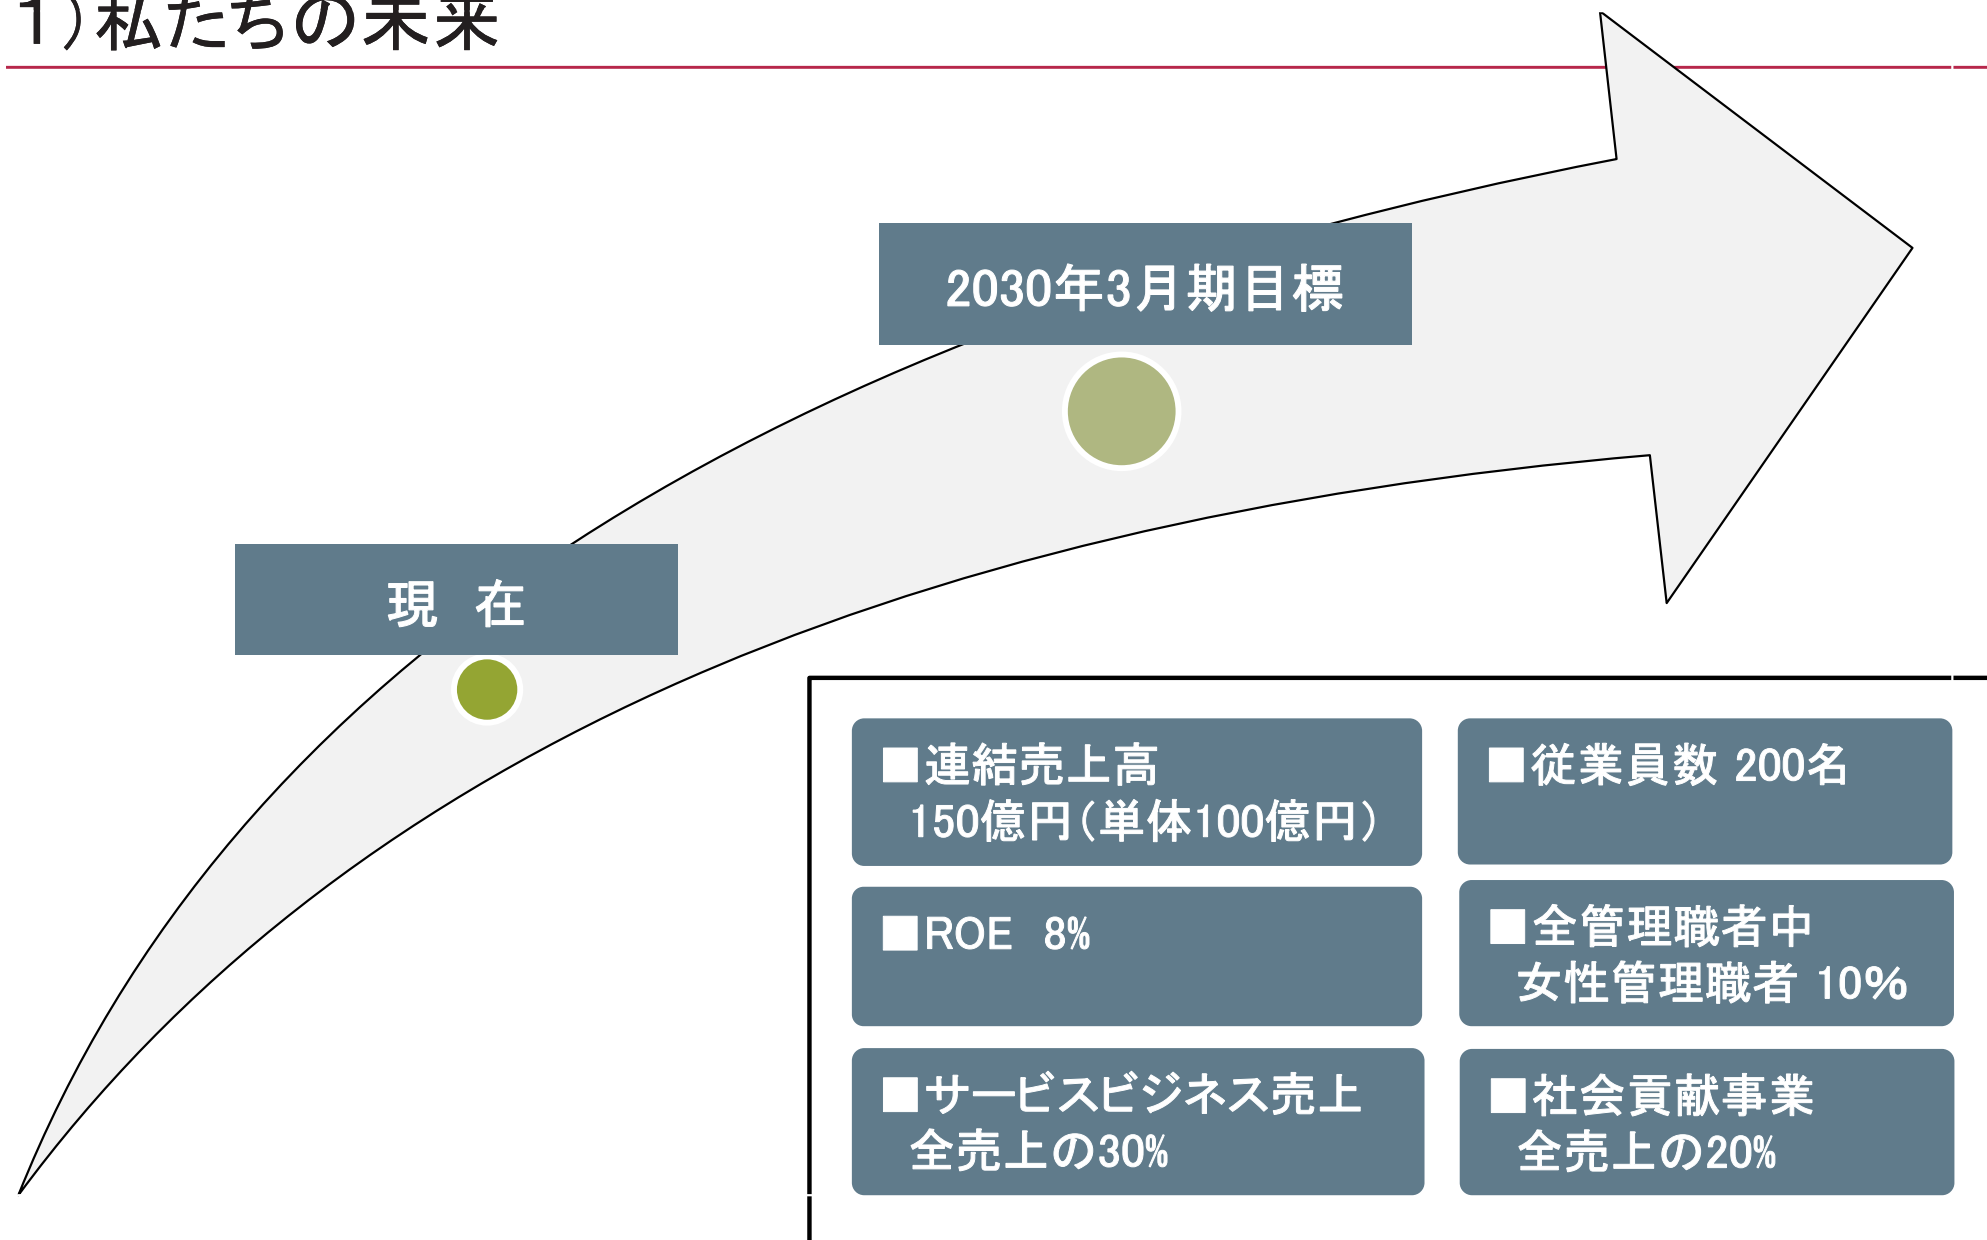 1）私たちの未来
2030年3月期目標
現　在
■連結売上高
150億円（単体100億円）
■従業員数 200名
■ROE　8%
■全管理職者中
女性管理職者 10%
■サービスビジネス売上
全売上の30%
■社会貢献事業
全売上の20%